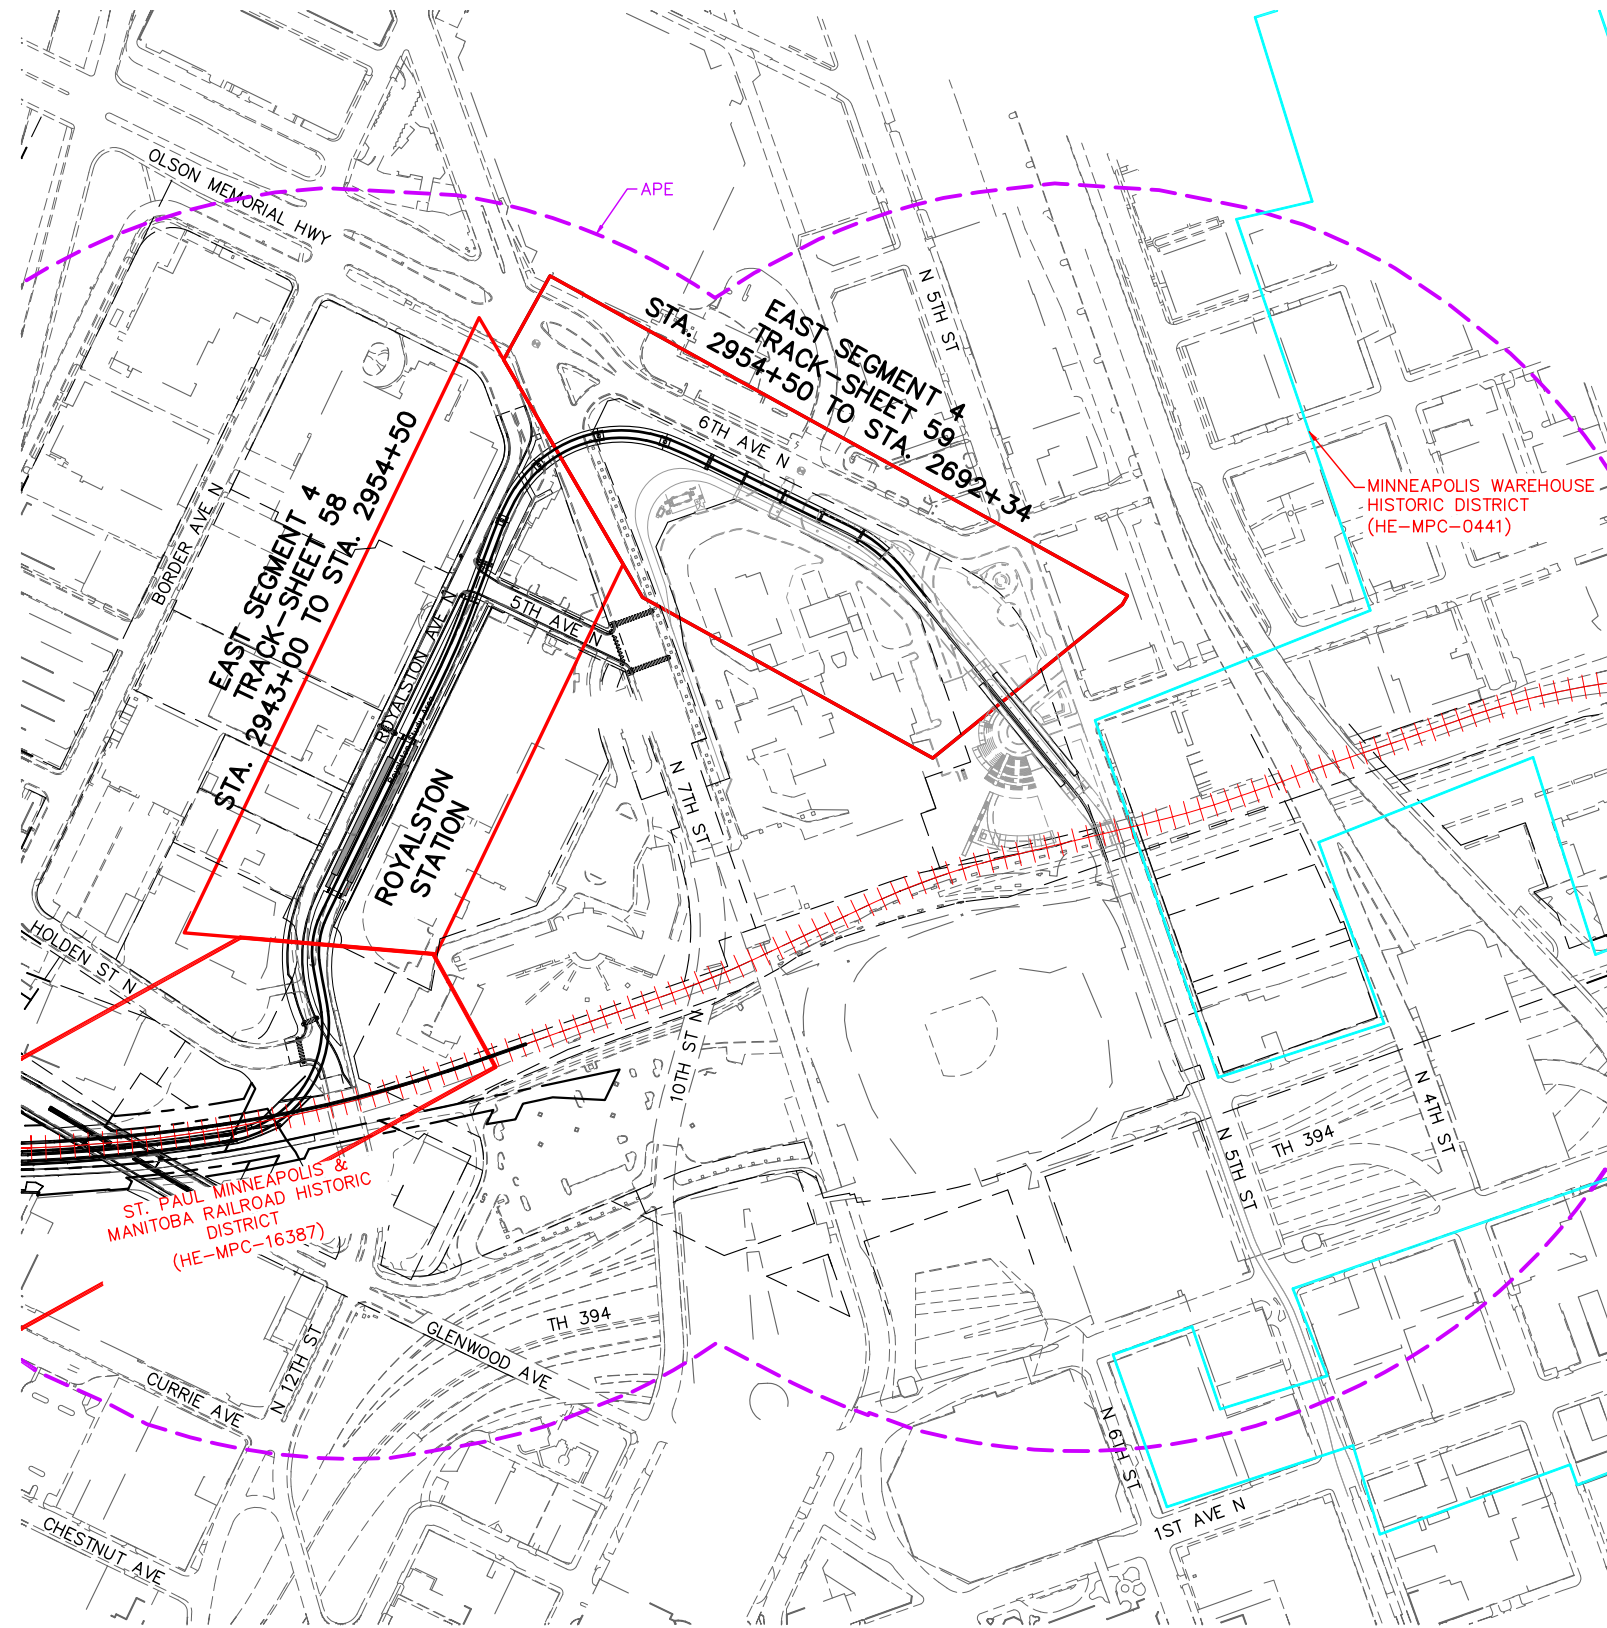 OLSON MEMORIAL HWY
APE
N 5TH ST
EAST SEGMENT 4
TRACK-SHEET 59
STA. 2954+50 TO STA. 2692+34
6TH AVE N
MINNEAPOLIS WAREHOUSE
HISTORIC DISTRICT
(HE-MPC-0441)
BORDER AVE N
EAST SEGMENT 4
TRACK-SHEET 58
STA. 2943+00 TO STA. 2954+50
ROYALSTON AVE N
5TH AVE N
N 7TH ST
ROYALSTON
STATION
HOLDEN ST N
10TH ST N
N 4TH ST
TH 394
N 5TH ST
ST. PAUL MINNEAPOLIS &
MANITOBA RAILROAD HISTORIC
DISTRICT
(HE-MPC-16387)
TH 394
GLENWOOD AVE
N 12TH ST
CURRIE AVE
N 6TH ST
1ST AVE N
CHESTNUT AVE